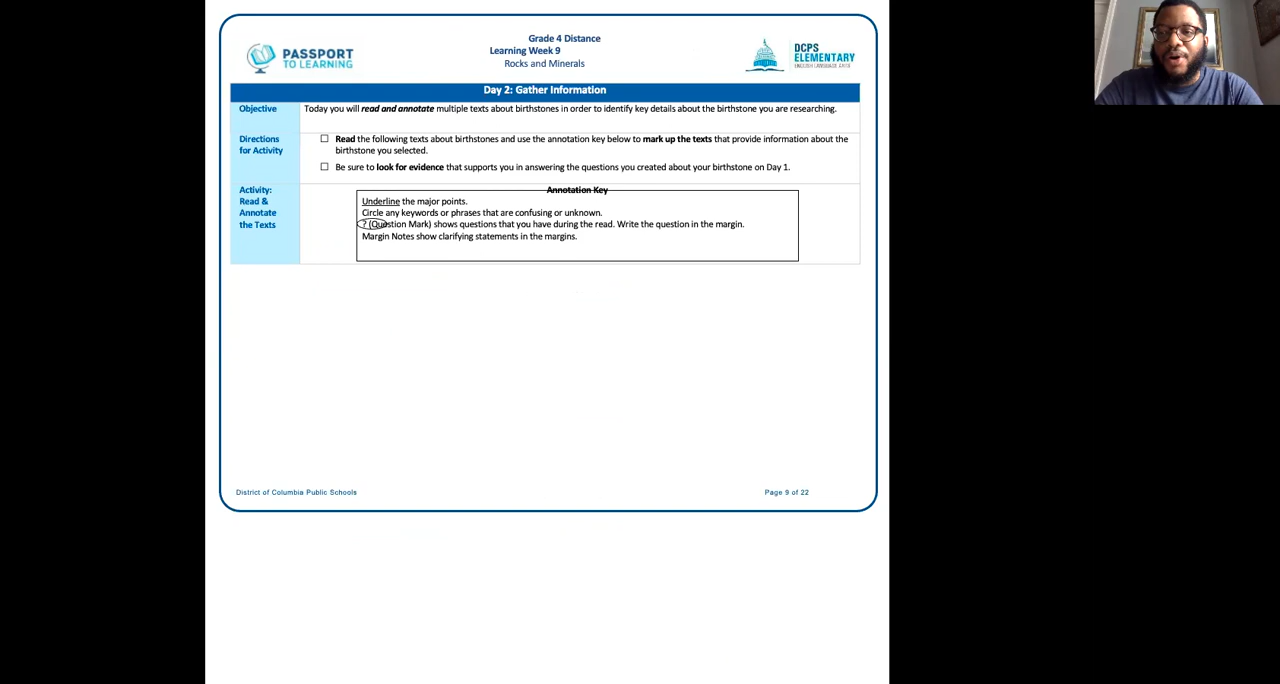 Grade 4 Distance
Learning Week 9
Rocks and Minerals
PASSPORT
TO LEARNING
DCPS
ELEMENTARY
ENGLISH LANGUAGE ARTS
Day 2: Gather Information
Objective
Today you will read and annotate multiple texts about birthstones in order to identify key details about the birthstone you are researching.
Directions
for Activity
☐ Read the following texts about birthstones and use the annotation key below to mark up the texts that provide information about the
birthstone you selected.
☐ Be sure to look for evidence that supports you in answering the questions you created about your birthstone on Day 1.
Activity:
Read &
Annotate
the Texts
Annotation Key
Underline the major points.
Circle any keywords or phrases that are confusing or unknown.
? (Question Mark) shows questions that you have during the read. Write the question in the margin.
Margin Notes show clarifying statements in the margins.
District of Columbia Public Schools
Page 9 of 22